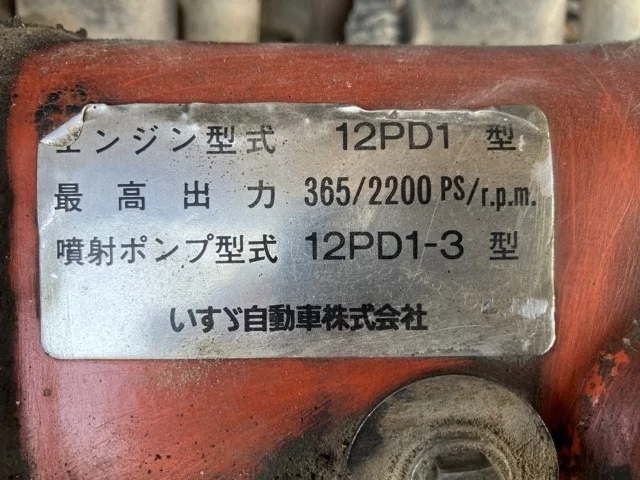 エンジン型式 12PD1 型
最高出力 365/2200 PS/r.p.m.
噴射ポンプ型式 12PD1-3 型
いすゞ自動車株式会社